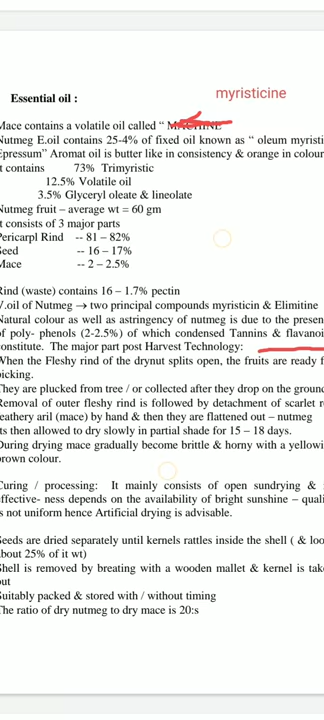 myristicine
Essential oil :
Mace contains a volatile oil called “
Nutmeg E.oil contains 25-4% of fixed oil known as “ oleum myristi
Epressum” Aromat oil is butter like in consistency & orange in colour
t contains 73% Trimyristic
12.5% Volatile oil
3.5% Glyceryl oleate & lineolate
Nutmeg fruit – average wt = 60 gm
t consists of 3 major parts
Pericarpl Rind -- 81 – 82%
Seed -- 16 – 17%
Mace -- 2 – 2.5%
Rind (waste) contains 16 – 1.7% pectin
V.oil of Nutmeg → two principal compounds myristicin & Elimitine
Natural colour as well as astringency of nutmeg is due to the presen
of poly- phenols (2-2.5%) of which condensed Tannins & flavanoi
constitute. The major part post Harvest Technology:
When the Fleshy rind of the drynut splits open, the fruits are ready f
picking.
They are plucked from tree / or collected after they drop on the ground
Removal of outer fleshy rind is followed by detachment of scarlet r
leathery aril (mace) by hand & then they are flattened out – nutmeg
ts then allowed to dry slowly in partial shade for 15 – 18 days.
During drying mace gradually become brittle & horny with a yellowi
brown colour.
Curing / processing: It mainly consists of open sundrying &
effective- ness depends on the availability of bright sunshine – quali
s not uniform hence Artificial drying is advisable.
Seeds are dried separately until kernels rattles inside the shell ( & loo
about 25% of it wt)
Shell is removed by breating with a wooden mallet & kernel is take
out
Suitably packed & stored with / without timing
The ratio of dry nutmeg to dry mace is 20:s